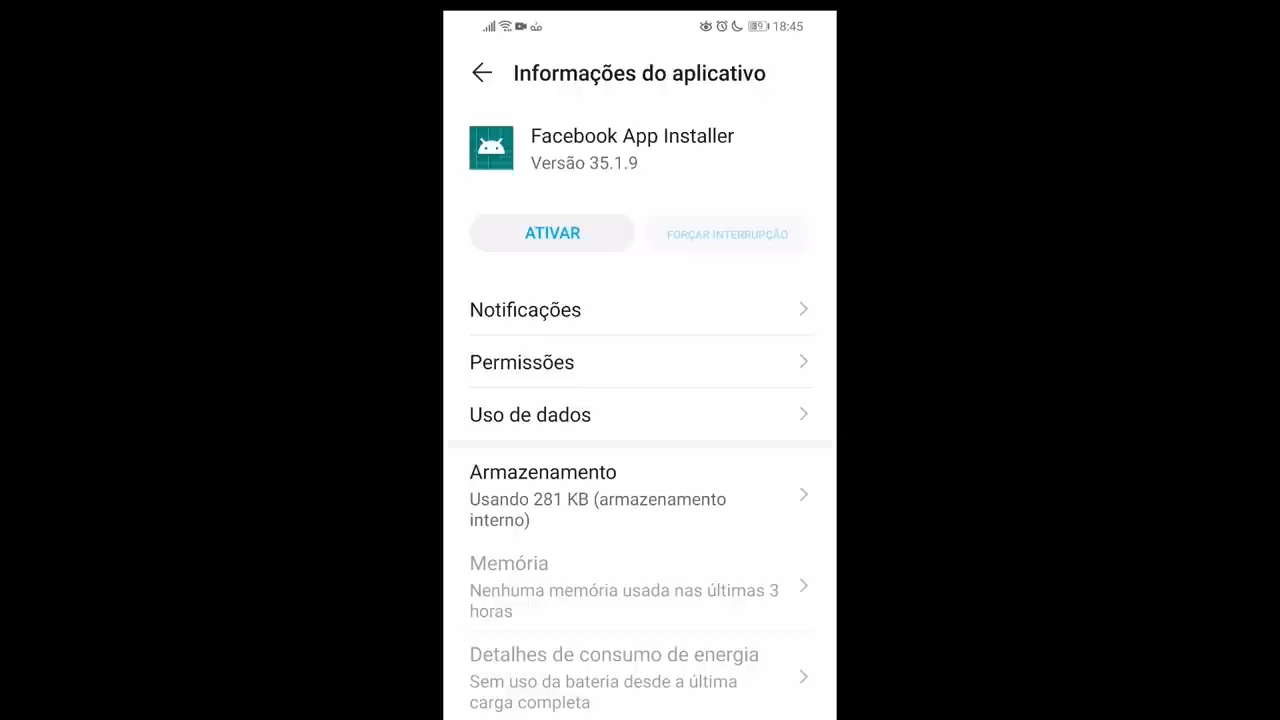 89 18:45
Informações do aplicativo
Facebook App Installer
Versão 35.1.9
ATIVAR FORÇAR INTERRUPÇÃO
Notificações
Permissões
Uso de dados
Armazenamento
Usando 281 KB (armazenamento
interno)
Memória
Nenhuma memória usada nas últimas 3
horas
Detalhes de consumo de energia
Sem uso da bateria desde a última
carga completa